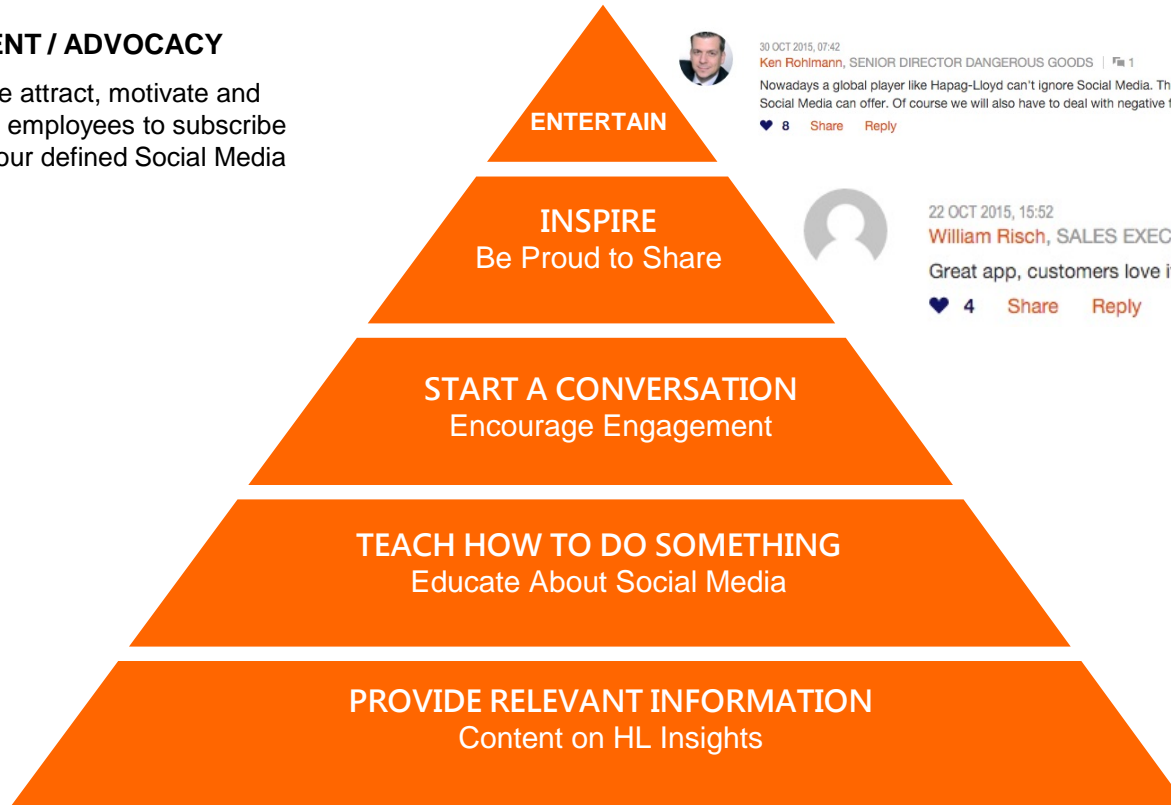 ENT / ADVOCACY
e attract, motivate and
employees to subscribe
our defined Social Media
ENTERTAIN
INSPIRE
Be Proud to Share
START A CONVERSATION
Encourage Engagement
TEACH HOW TO DO SOMETHING
Educate About Social Media
PROVIDE RELEVANT INFORMATION
Content on HL Insights
30 OCT 2015, 07:42
Ken Rohlmann, SENIOR DIRECTOR DANGEROUS GOODS | 1
Nowadays a global player like Hapag-Lloyd can't ignore Social Media. Th
Social Media can offer. Of course we will also have to deal with negative f
8 Share Reply
22 OCT 2015, 15:52
William Risch, SALES EXEC
Great app, customers love i
4 Share Reply